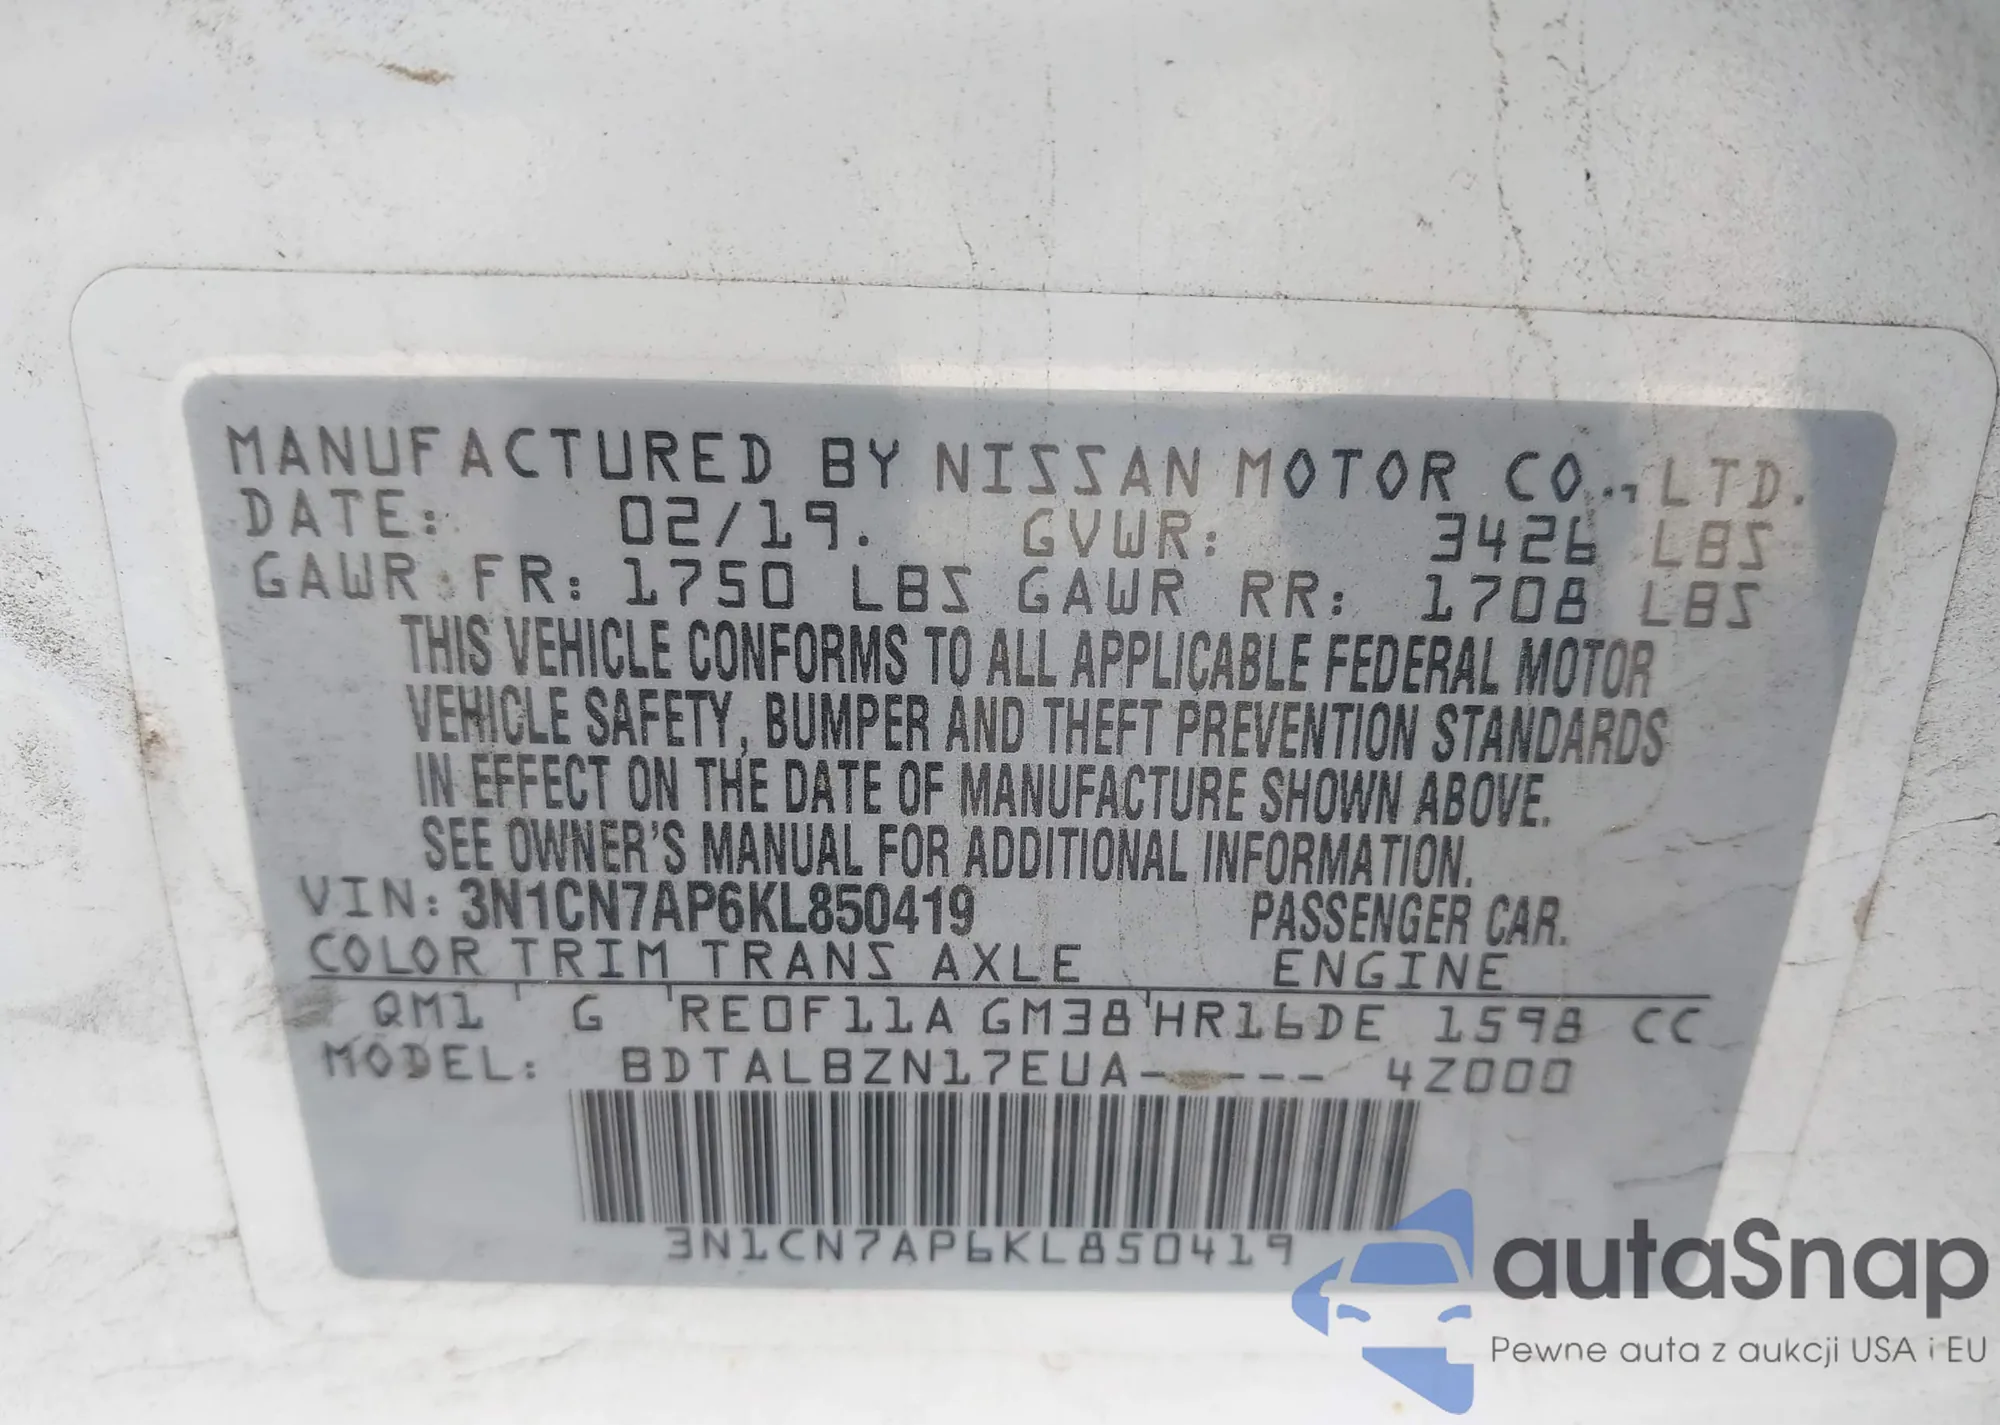 MANUFACTURED BY NISSAN MOTOR CO., LTD.
DATE: 02/19. GVWR: 3426 LBS
GAWR FR: 1750 LBS GAWR RR: 1708 LBS
THIS VEHICLE CONFORMS TO ALL APPLICABLE FEDERAL MOTOR
VEHICLE SAFETY, BUMPER AND THEFT PREVENTION STANDARDS
IN EFFECT ON THE DATE OF MANUFACTURE SHOWN ABOVE.
SEE OWNER'S MANUAL FOR ADDITIONAL INFORMATION.
VIN: 3N1CN7AP6KL850419 PASSENGER CAR.
COLOR TRIM TRANS AXLE ENGINE
QM1 G RE0F11A GM38 HR16DE 1598 CC
MODEL: BDTALBZN17EUA----- 4Z000
3N1CN7AP6KL850419
autaSnap
Pewne auta z aukcji USA i EU